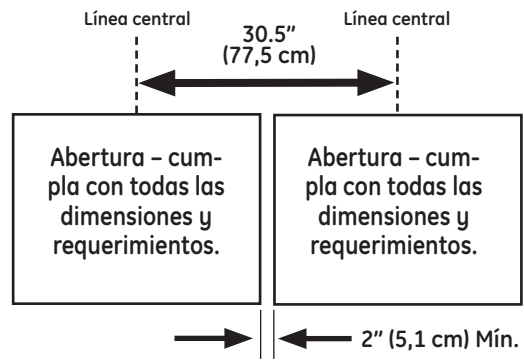 Línea central
Línea central
30.5”
(77,5 cm)
Abertura – cum-
pla con todas las
dimensiones y
requerimientos.
Abertura – cum-
pla con todas las
dimensiones y
requerimientos.
2” (5,1 cm) Mín.